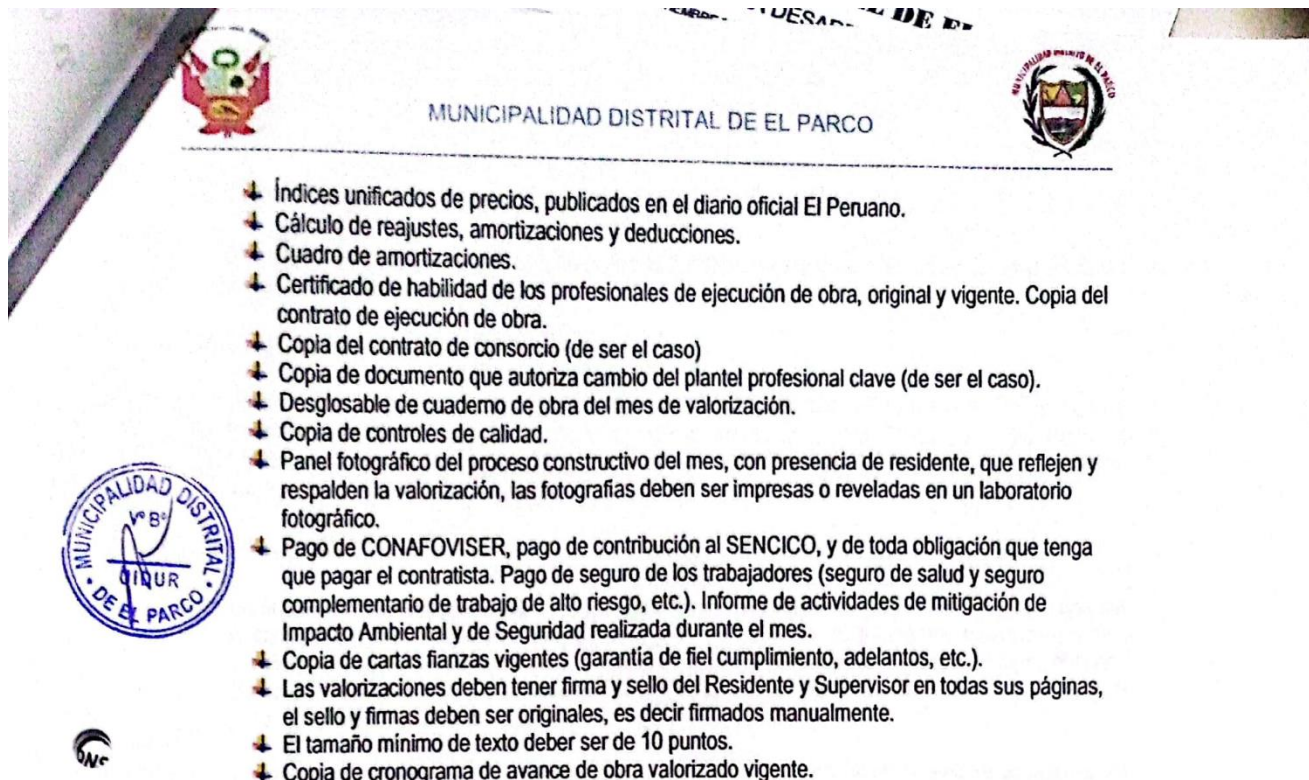 DE EL
MUNICIPALIDAD DISTRITAL DE EL PARCO
Índices unificados de precios, publicados en el diario oficial El Peruano.
Cálculo de reajustes, amortizaciones y deducciones.
Cuadro de amortizaciones.
Certificado de habilidad de los profesionales de ejecución de obra, original y vigente. Copia del
contrato de ejecución de obra.
Copia del contrato de consorcio (de ser el caso)
Copia de documento que autoriza cambio del plantel profesional clave (de ser el caso).
Desglosable de cuaderno de obra del mes de valorización.
Copia de controles de calidad.
Panel fotográfico del proceso constructivo del mes, con presencia de residente, que reflejen y
respalden la valorización, las fotografías deben ser impresas o reveladas en un laboratorio
fotográfico.
Pago de CONAFOVISER, pago de contribución al SENCICO, y de toda obligación que tenga
que pagar el contratista. Pago de seguro de los trabajadores (seguro de salud y seguro
complementario de trabajo de alto riesgo, etc.). Informe de actividades de mitigación de
Impacto Ambiental y de Seguridad realizada durante el mes.
Copia de cartas fianzas vigentes (garantía de fiel cumplimiento, adelantos, etc.).
Las valorizaciones deben tener firma y sello del Residente y Supervisor en todas sus páginas,
el sello y firmas deben ser originales, es decir firmados manualmente.
El tamaño mínimo de texto deber ser de 10 puntos.
Copia de cronograma de avance de obra valorizado vigente.
MUNICIPALIDAD DISTRITAL
Vº Bº
DIDUR
DE EL PARCO